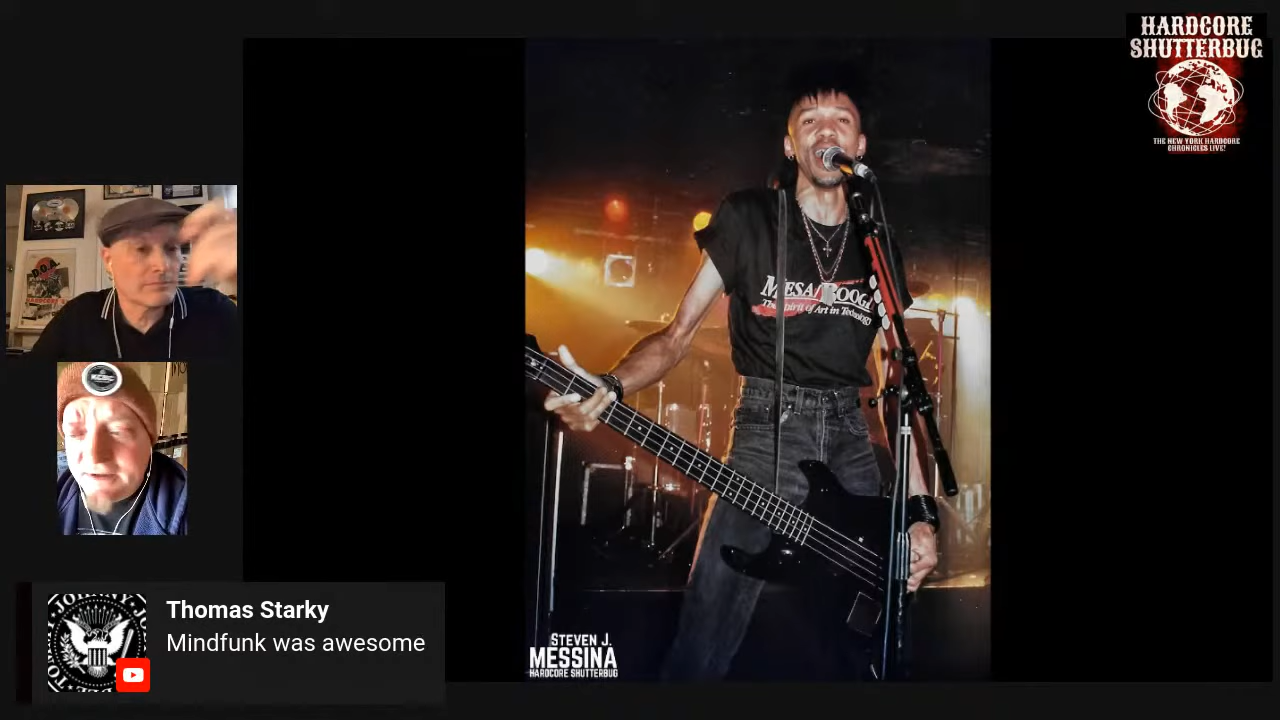 HARDCORE
SHUTTERBUG
THE NEW YORK HARDCORE
CHRONICLES LIVE!
D.O.A.
MESA/BOOGIE
The Spirit of Art in Technology
Thomas Starky
Mindfunk was awesome
JOHNNY
STEVEN J.
MESSINA
HARDCORE SHUTTERBUG